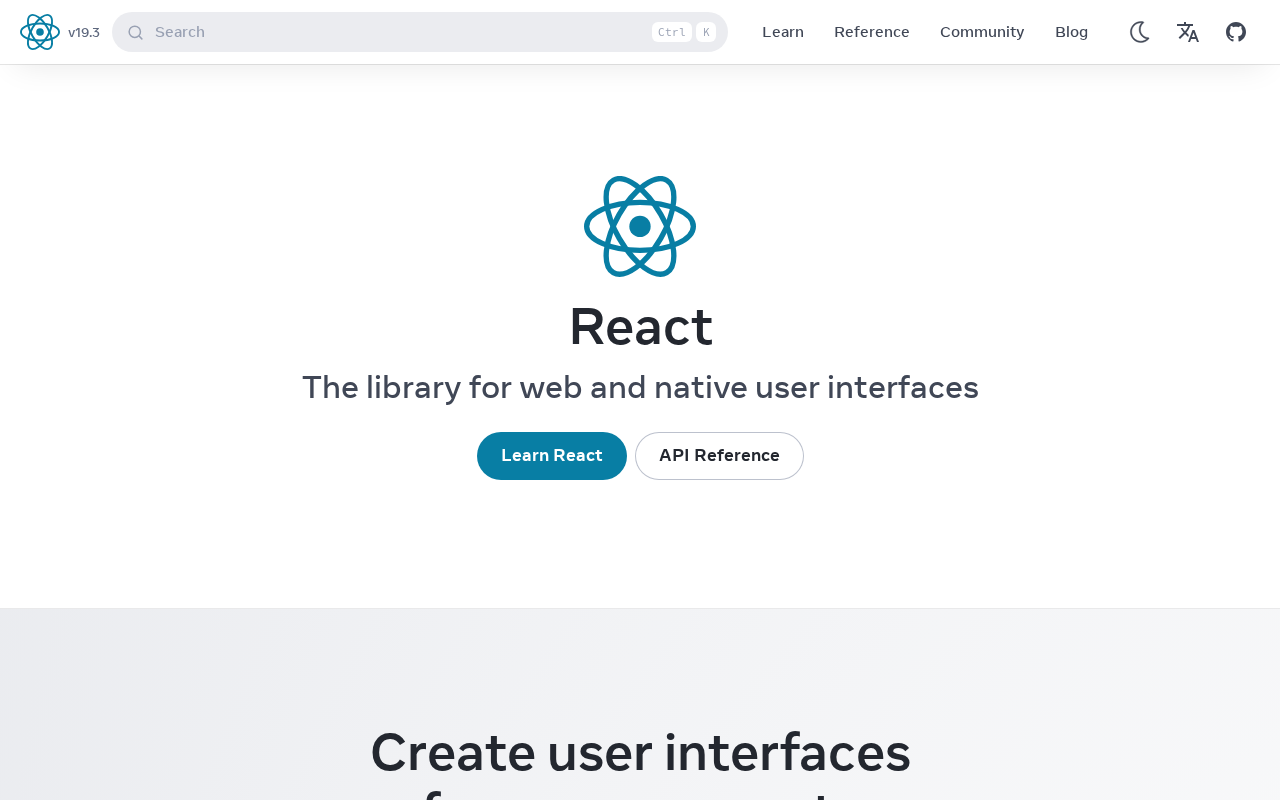 v19.3
Search
Ctrl K
Learn
Reference
Community
Blog
React
The library for web and native user interfaces
Learn React
API Reference
Create user interfaces